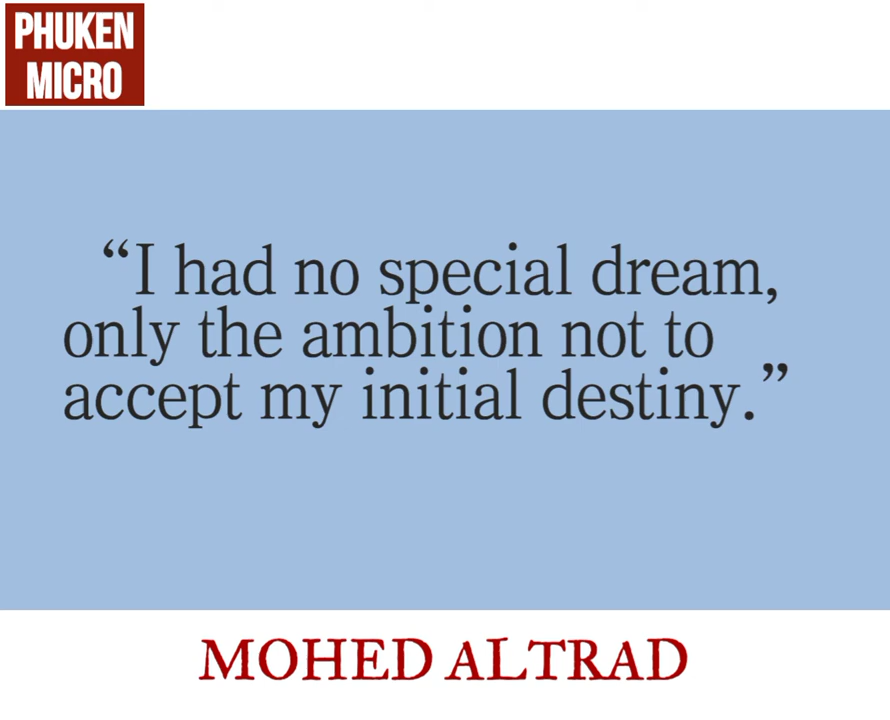 PHUKEN
MICRO
“I had no special dream,
only the ambition not to
accept my initial destiny.”
MOHED ALTRAD